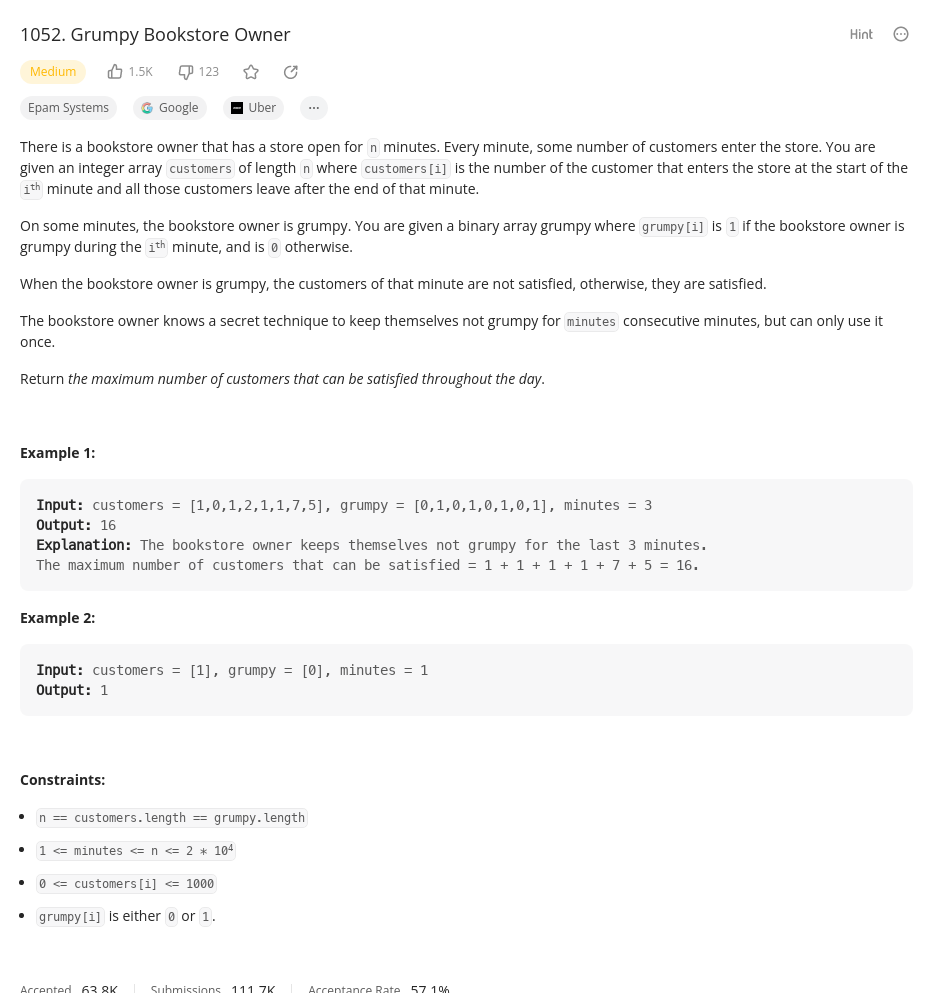 1052. Grumpy Bookstore Owner
Hint
Medium 1.5K 123
Epam Systems Google Uber ...
There is a bookstore owner that has a store open for n minutes. Every minute, some number of customers enter the store. You are
given an integer array customers of length n where customers[i] is the number of the customer that enters the store at the start of the
ith minute and all those customers leave after the end of that minute.
On some minutes, the bookstore owner is grumpy. You are given a binary array grumpy where grumpy[i] is 1 if the bookstore owner is
grumpy during the ith minute, and is 0 otherwise.
When the bookstore owner is grumpy, the customers of that minute are not satisfied, otherwise, they are satisfied.
The bookstore owner knows a secret technique to keep themselves not grumpy for minutes consecutive minutes, but can only use it
once.
Return the maximum number of customers that can be satisfied throughout the day.
Example 1:
Input: customers = [1,0,1,2,1,1,7,5], grumpy = [0,1,0,1,0,1,0,1], minutes = 3
Output: 16
Explanation: The bookstore owner keeps themselves not grumpy for the last 3 minutes.
The maximum number of customers that can be satisfied = 1 + 1 + 1 + 1 + 7 + 5 = 16.
Example 2:
Input: customers = [1], grumpy = [0], minutes = 1
Output: 1
Constraints:
n == customers.length == grumpy.length
1 <= minutes <= n <= 2 * 10⁴
0 <= customers[i] <= 1000
grumpy[i] is either 0 or 1.
Accepted 63.8K Submissions 111.7K Acceptance Rate 57.1%